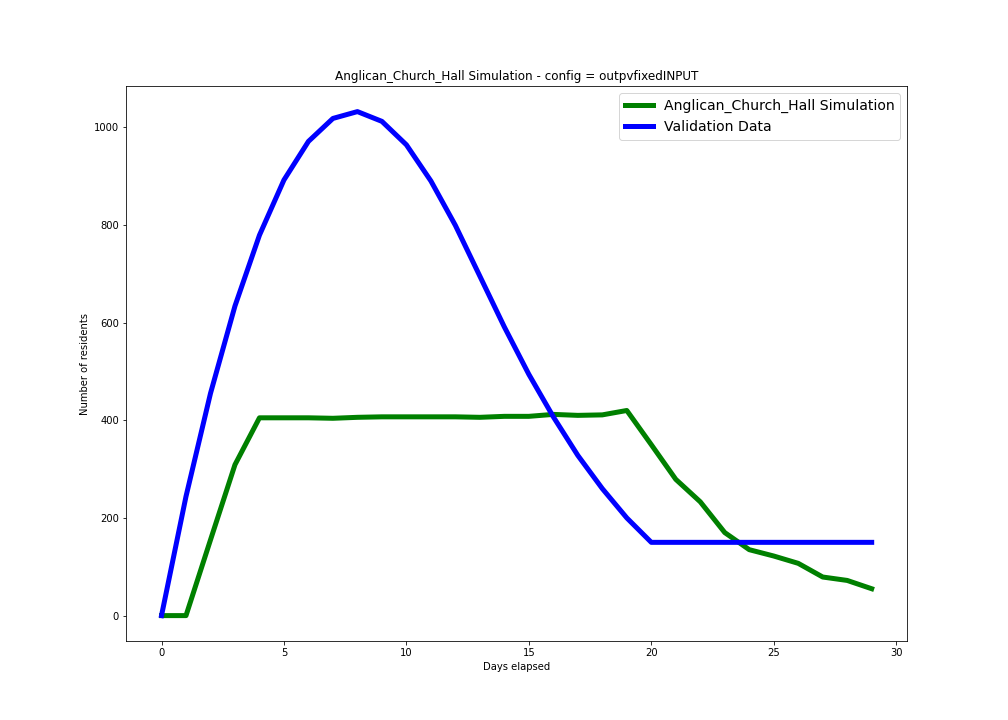 Anglican_Church_Hall Simulation - config = outpvfixedINPUT
Anglican_Church_Hall Simulation
Validation Data
Number of residents
1000
800
600
400
200
0
0 5 10 15 20 25 30
Days elapsed